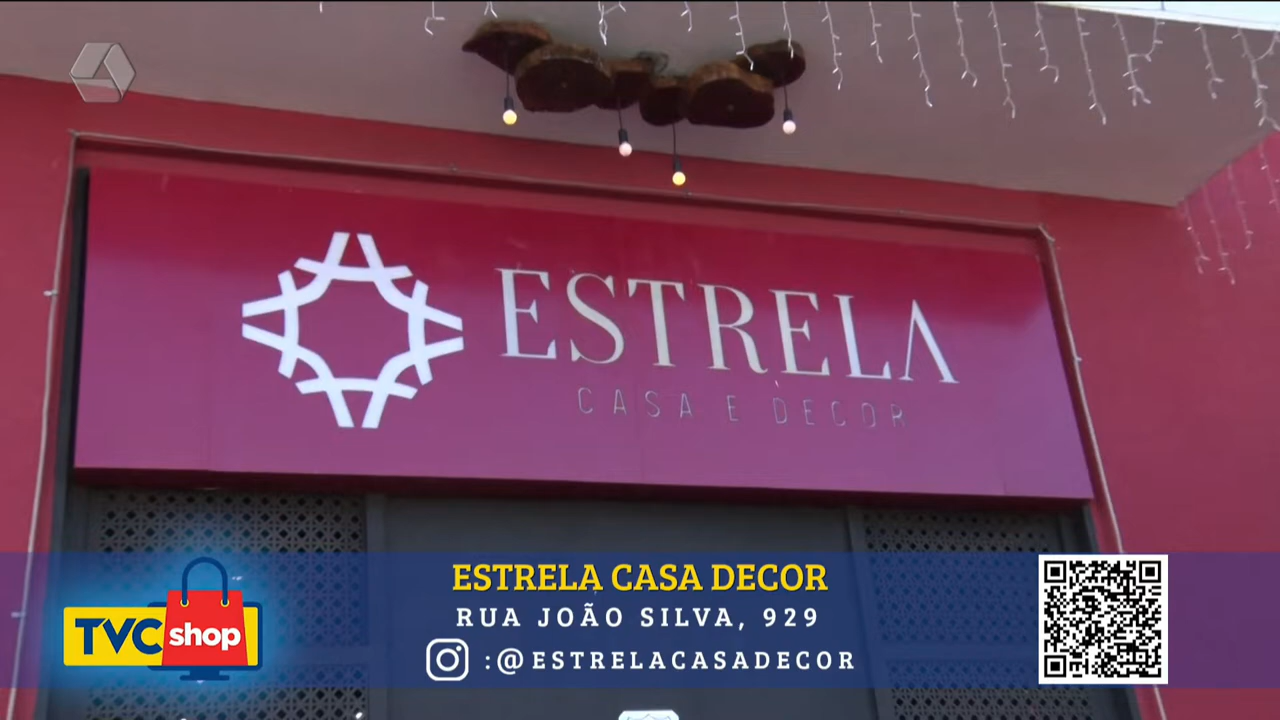 ESTRELA
CASA E DECOR
TVC shop
ESTRELA CASA DECOR
RUA JOÃO SILVA, 929
:@ESTRELACASADECOR